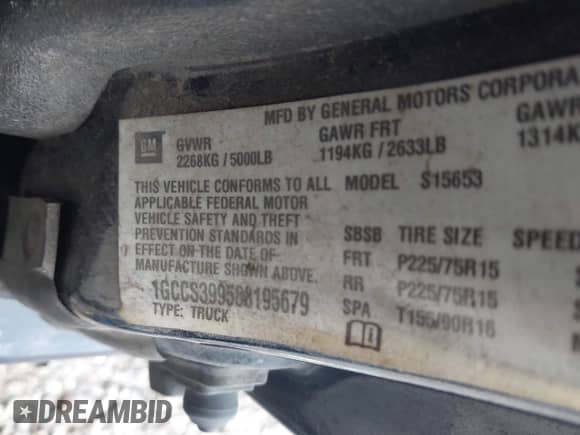 MFD BY GENERAL MOTORS CORPORA
GM GVWR GAWR FRT GAWR
2268KG / 5000LB 1194KG / 2633LB 1314K
THIS VEHICLE CONFORMS TO ALL MODEL S15653
APPLICABLE FEDERAL MOTOR
VEHICLE SAFETY AND THEFT
PREVENTION STANDARDS IN SBSB TIRE SIZE SPEED
EFFECT ON THE DATE OF FRT P225/75R15
MANUFACTURE SHOWN ABOVE. RR P225/75R15
1GCCS399588195679 SPA T155/90R16
TYPE: TRUCK
DREAMBID